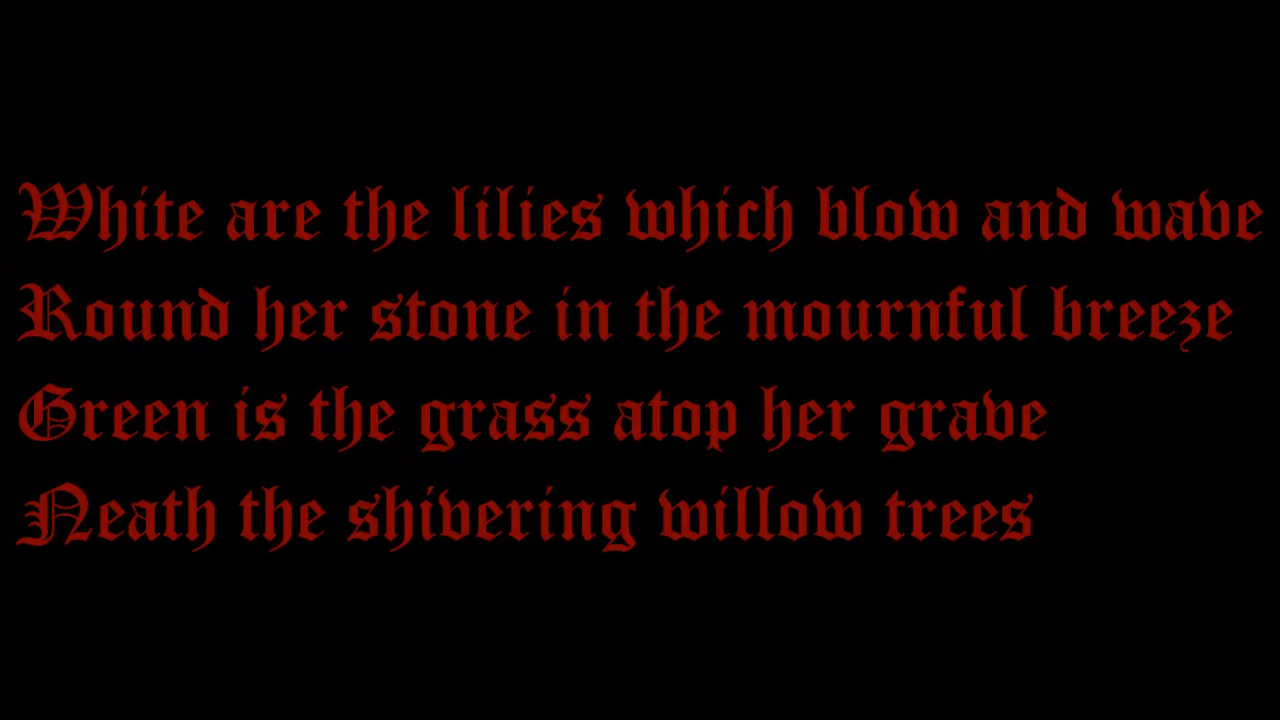 White are the lilies which blow and wave
Round her stone in the mournful breeze
Green is the grass atop her grave
Neath the shivering willow trees